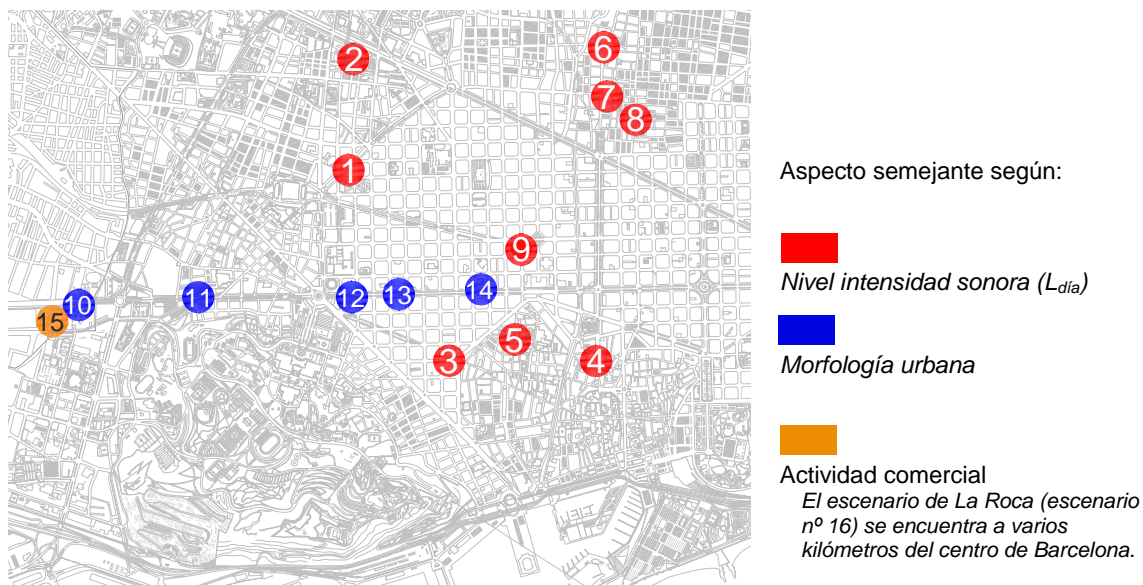 2
6
7
8
1
9
14
13
12
11
10
15
5
3
4
Aspecto semejante según:
Nivel intensidad sonora (Ldía)
Morfología urbana
Actividad comercial
El escenario de La Roca (escenario
nº 16) se encuentra a varios
kilómetros del centro de Barcelona.